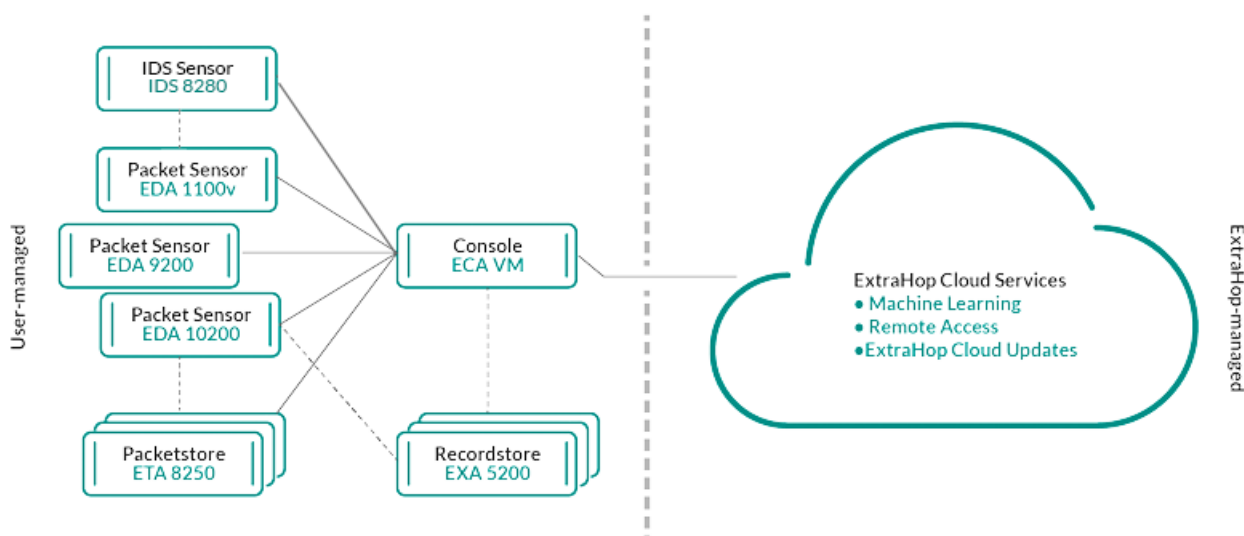 User-managed
IDS Sensor
IDS 8280
Packet Sensor
EDA 1100v
Packet Sensor
EDA 9200
Packet Sensor
EDA 10200
Packetstore
ETA 8250
Console
ECA VM
Recordstore
EXA 5200
ExtraHop Cloud Services
● Machine Learning
● Remote Access
●ExtraHop Cloud Updates
ExtraHop-managed